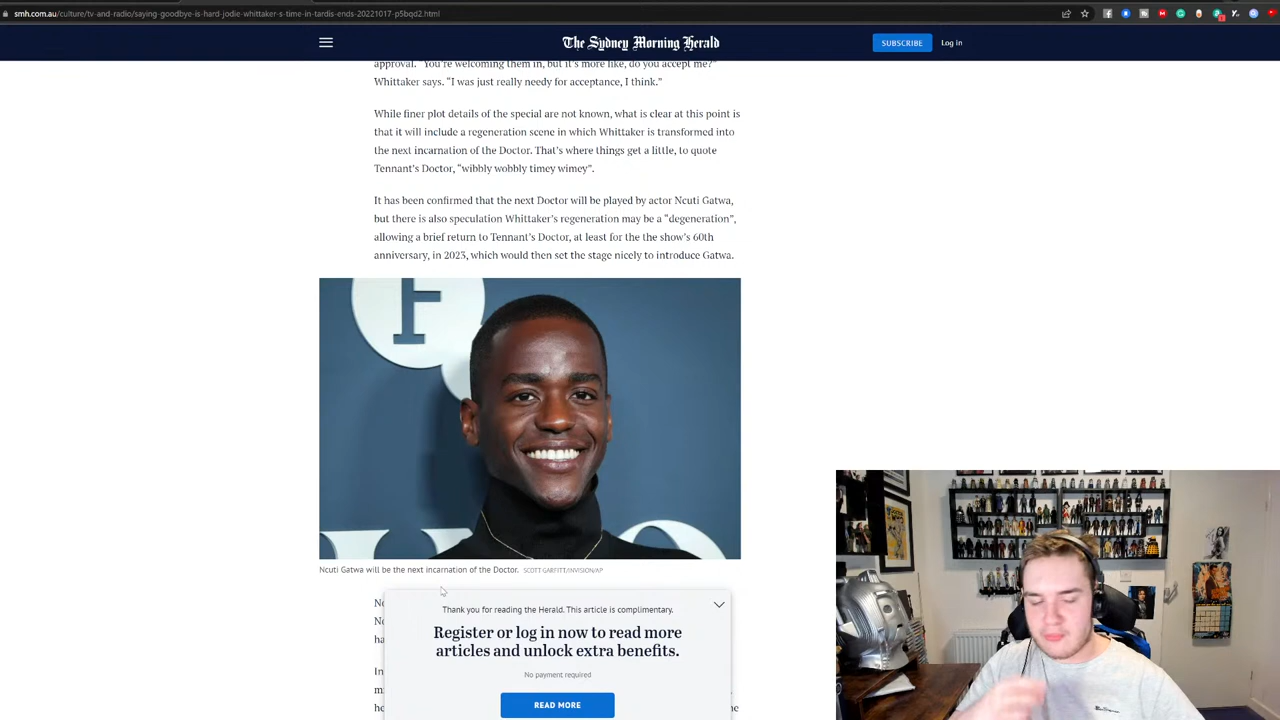 smh.com.au/culture/tv-and-radio/saying-goodbye-is-hard-jodie-whittaker-s-time-in-tardis-ends-20221017-p5bqd2.html
The Sydney Morning Herald
SUBSCRIBE
Log in
approval. “You’re welcoming them in, but it’s more like, do you accept me?”
Whittaker says. “I was just really needy for acceptance, I think.”
While finer plot details of the special are not known, what is clear at this point is
that it will include a regeneration scene in which Whittaker is transformed into
the next incarnation of the Doctor. That’s where things get a little, to quote
Tennant’s Doctor, “wibbly wobbly timey wimey”.
It has been confirmed that the next Doctor will be played by actor Ncuti Gatwa,
but there is also speculation Whittaker’s regeneration may be a “degeneration”,
allowing a brief return to Tennant’s Doctor, at least for the the show’s 60th
anniversary, in 2023, which would then set the stage nicely to introduce Gatwa.
F
Ncuti Gatwa will be the next incarnation of the Doctor. SCOTT GARFITT/INVISION/AP
Thank you for reading the Herald. This article is complimentary.
Register or log in now to read more
articles and unlock extra benefits.
No payment required
READ MORE